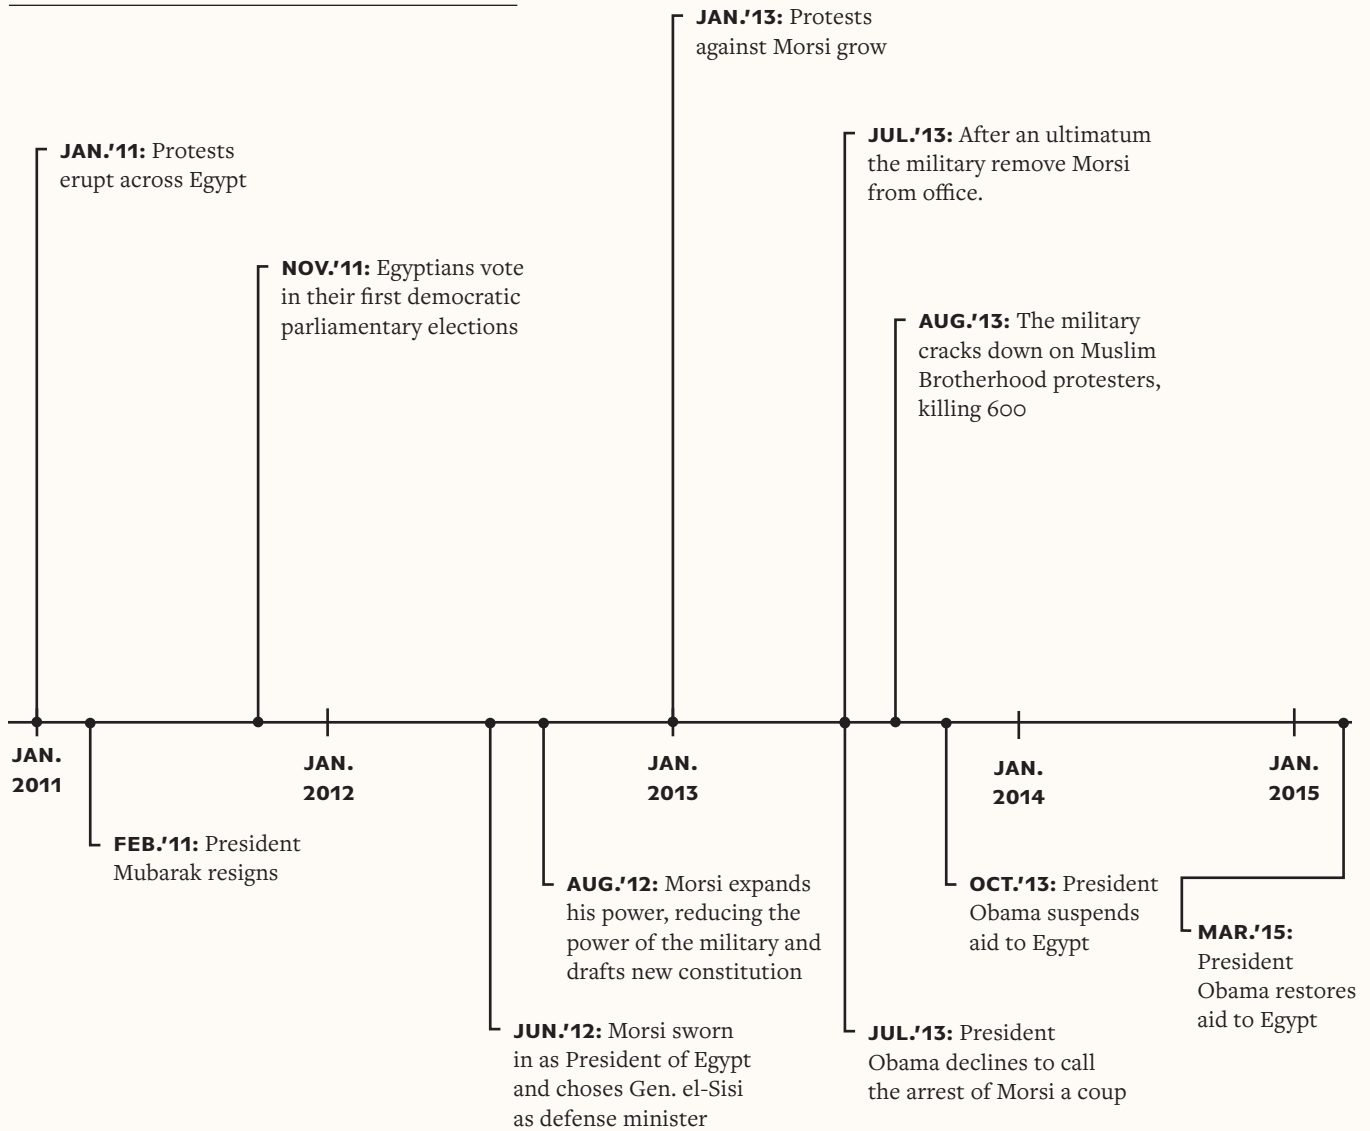 JAN.'13: Protests
against Morsi grow
JAN.'11: Protests
erupt across Egypt
JUL.'13: After an ultimatum
the military remove Morsi
from office.
NOV.'11: Egyptians vote
in their first democratic
parliamentary elections
AUG.'13: The military
cracks down on Muslim
Brotherhood protesters,
killing 600
JAN.
2011
JAN.
2012
JAN.
2013
JAN.
2014
JAN.
2015
FEB.'11: President
Mubarak resigns
AUG.'12: Morsi expands
his power, reducing the
power of the military and
drafts new constitution
OCT.'13: President
Obama suspends
aid to Egypt
MAR.'15:
President
Obama restores
aid to Egypt
JUN.'12: Morsi sworn
in as President of Egypt
and choses Gen. el-Sisi
as defense minister
JUL.'13: President
Obama declines to call
the arrest of Morsi a coup